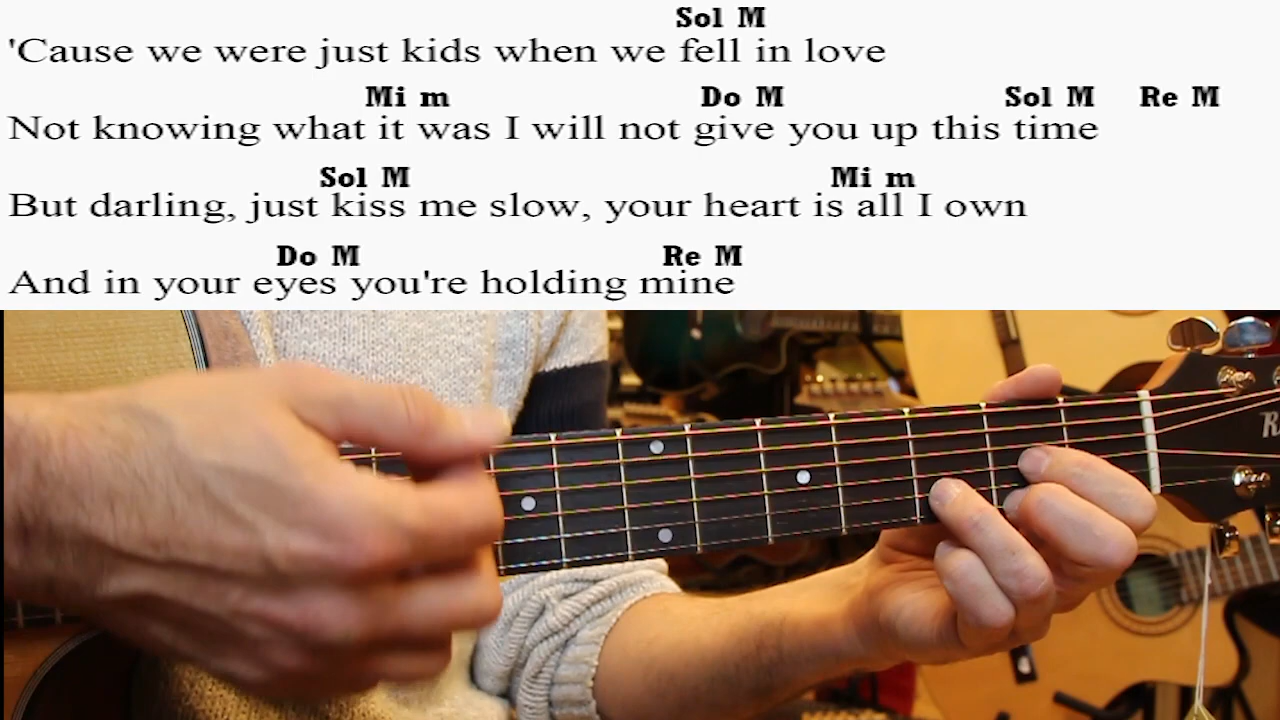 Sol M
'Cause we were just kids when we fell in love
Mi m Do M Sol M Re M
Not knowing what it was I will not give you up this time
Sol M Mi m
But darling, just kiss me slow, your heart is all I own
Do M Re M
And in your eyes you're holding mine